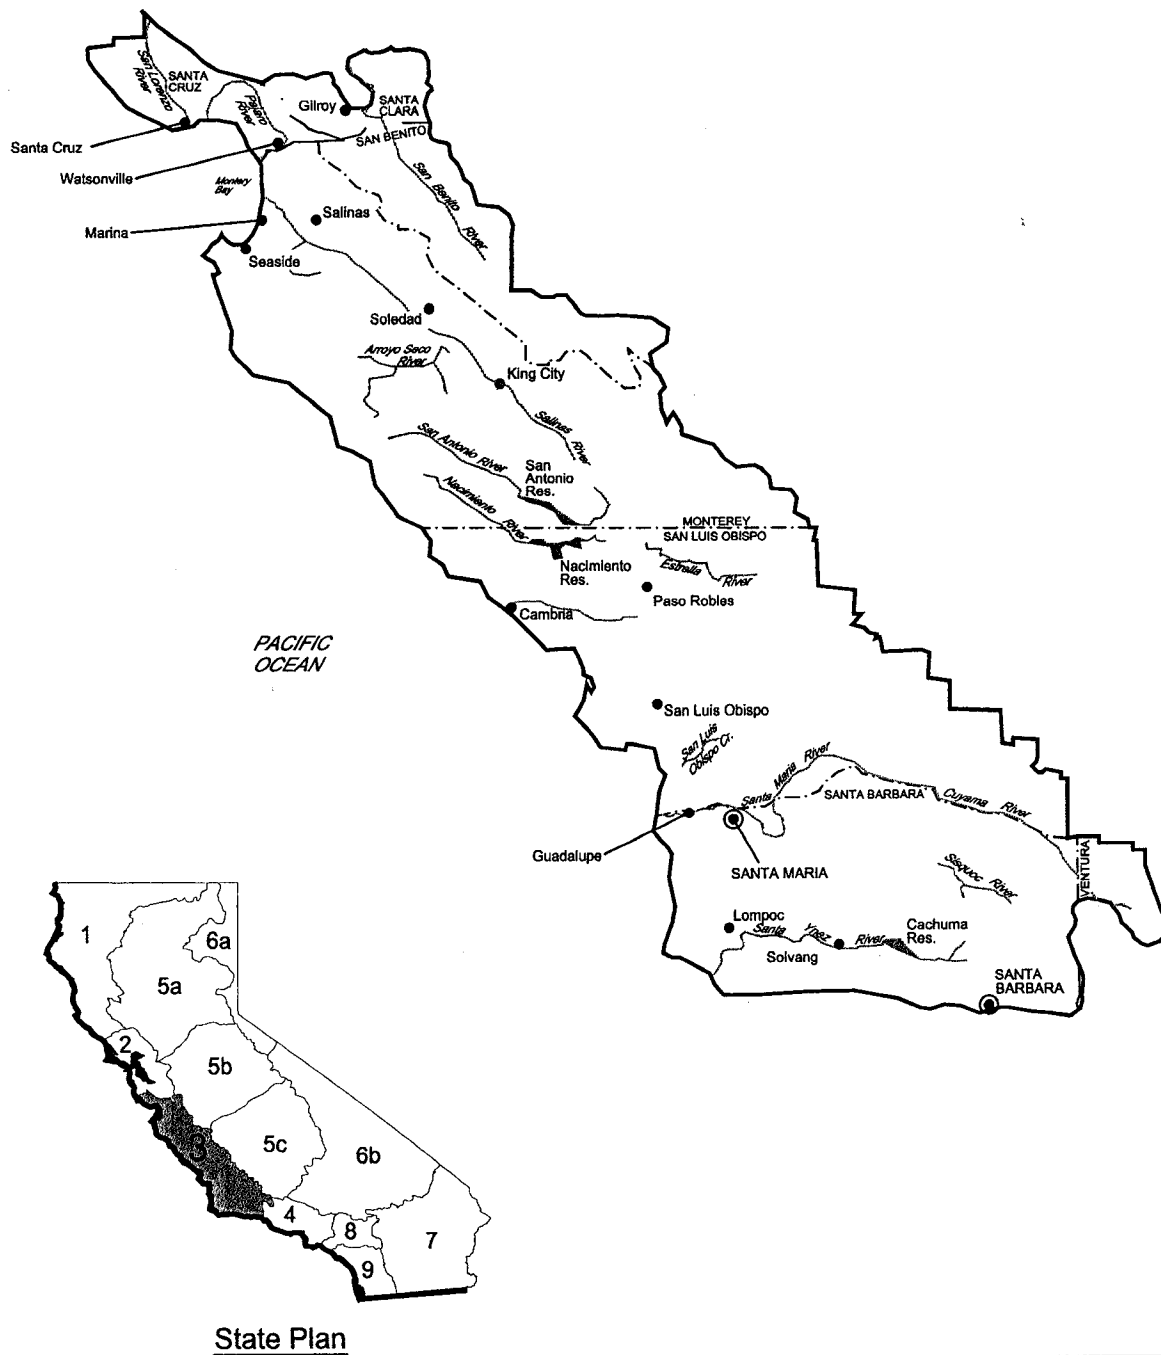 San Lorenzo
River
SANTA
CRUZ
Pajaro
River
Gilroy
SANTA
CLARA
SAN BENITO
Santa Cruz
Watsonville
Montery
Bay
San Benito
River
Marina
Salinas
Seaside
Soledad
Arroyo Seco
River
King City
Salinas
River
San Antonio River
San
Antonio
Res.
Nacimiento
River
MONTEREY
SAN LUIS OBISPO
Nacimiento
Res.
Estrella
River
Paso Robles
Cambria
PACIFIC
OCEAN
San Luis Obispo
San Luis
Obispo Cr.
Santa Maria River
SANTA BARBARA
Cuyama River
Guadalupe
SANTA MARIA
VENTURA
Sisquoc River
Lompoc
Santa Ynez River
Cachuma
Res.
Solvang
SANTA
BARBARA
1
6a
5a
2
5b
3
5c
6b
4
8
7
9
State Plan